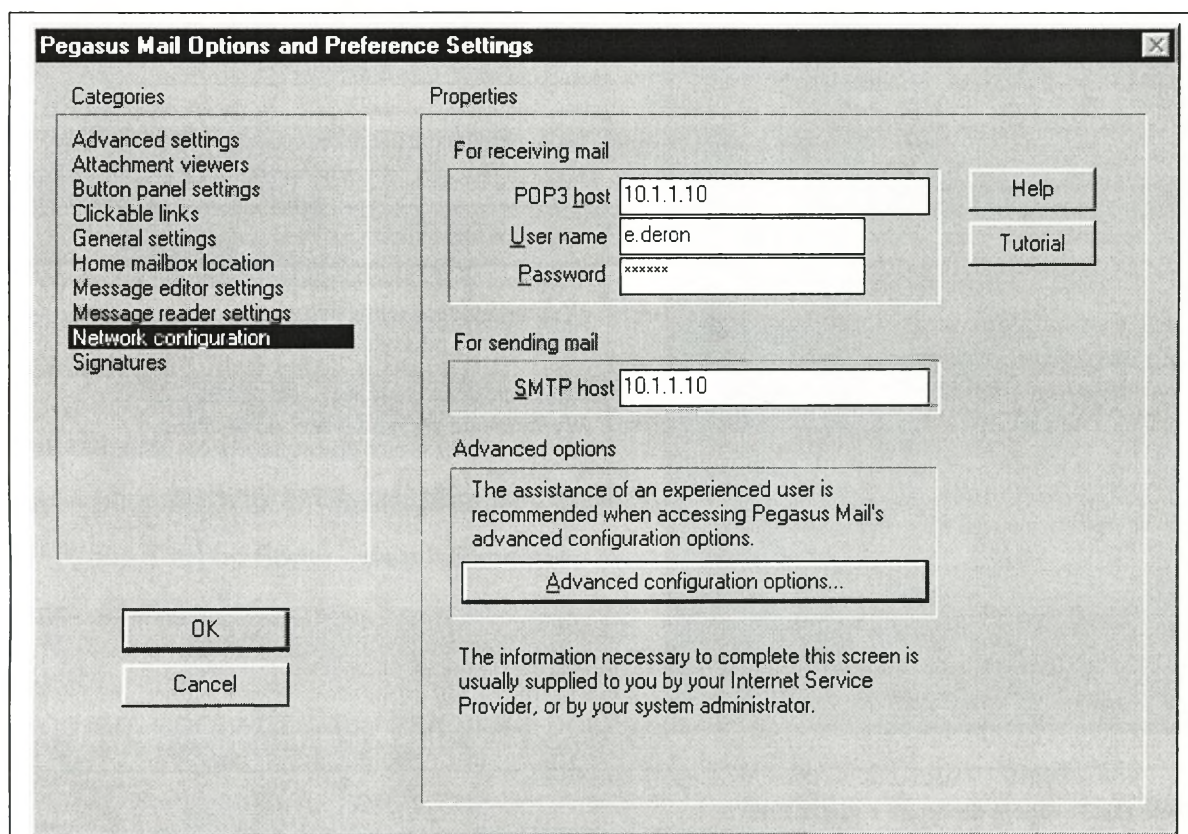 Pegasus Mail Options and Preference Settings
Categories
Advanced settings
Attachment viewers
Button panel settings
Clickable links
General settings
Home mailbox location
Message editor settings
Message reader settings
Network configuration
Signatures
OK
Cancel
Properties
For receiving mail
POP3 host 10.1.1.10
User name e.deron
Password ××××××
Help
Tutorial
For sending mail
SMTP host 10.1.1.10
Advanced options
The assistance of an experienced user is
recommended when accessing Pegasus Mail's
advanced configuration options.
Advanced configuration options...
The information necessary to complete this screen is
usually supplied to you by your Internet Service
Provider, or by your system administrator.